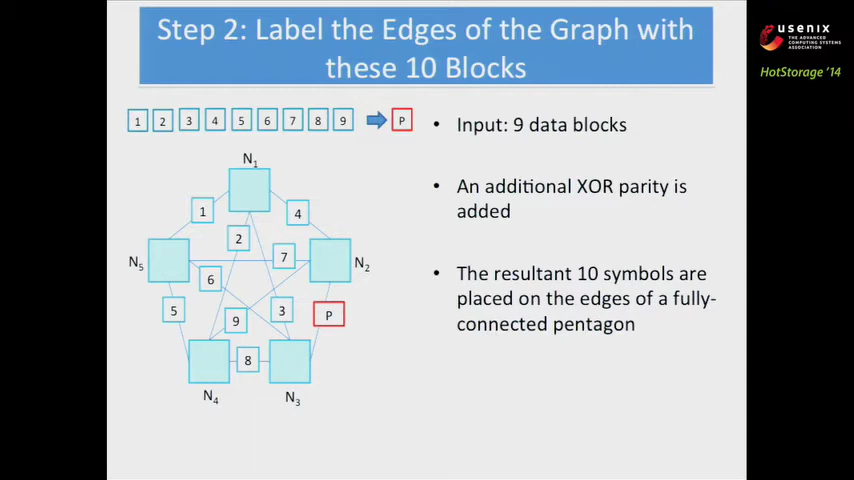 Step 2: Label the Edges of the Graph with
these 10 Blocks
usenix
THE ADVANCED
COMPUTING SYSTEMS
ASSOCIATION
HotStorage '14
1 2 3 4 5 6 7 8 9 P
• Input: 9 data blocks
• An additional XOR parity is
added
• The resultant 10 symbols are
placed on the edges of a fully-
connected pentagon
N1
1 4
2
7
N5 N2
6
5 9 3 P
8
N4 N3